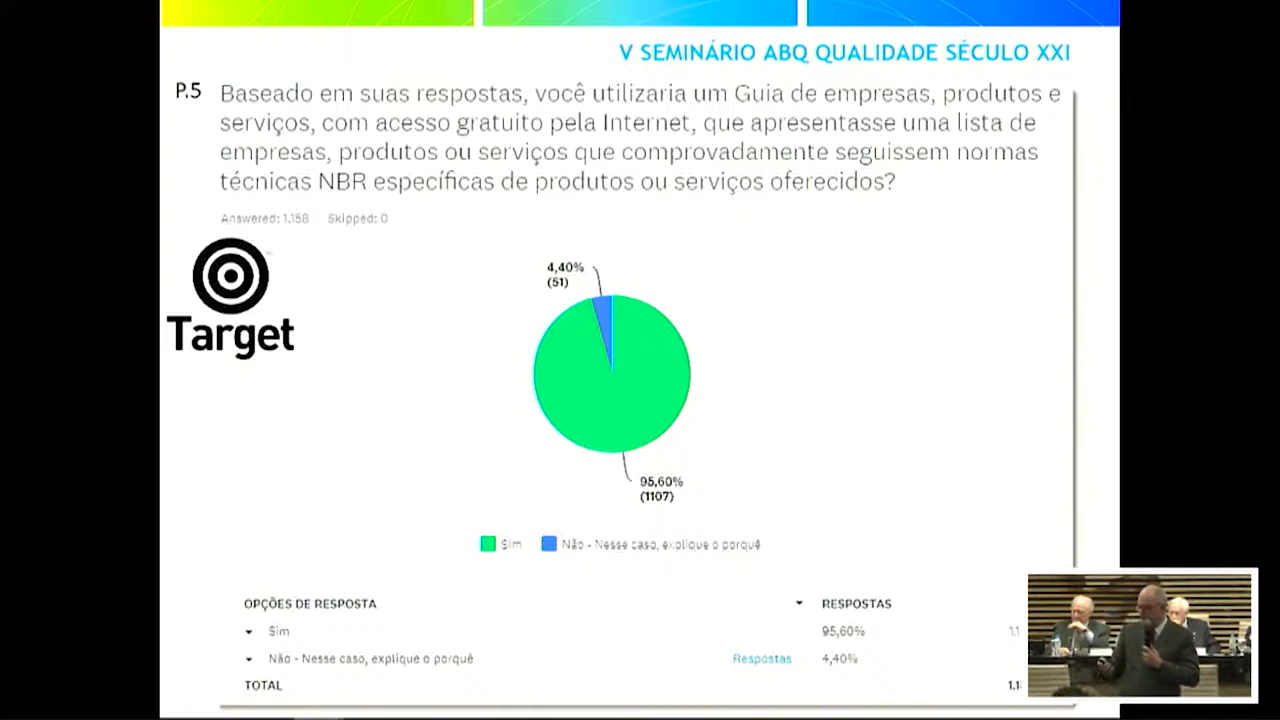 V SEMINÁRIO ABQ QUALIDADE SÉCULO XXI
P.5 Baseado em suas respostas, você utilizaria um Guia de empresas, produtos e
serviços, com acesso gratuito pela Internet, que apresentasse uma lista de
empresas, produtos ou serviços que comprovadamente seguissem normas
técnicas NBR específicas de produtos ou serviços oferecidos?
Answered: 1.158 Skipped: 0
Target
4,40%
(51)
95,60%
(1107)
Sim Não - Nesse caso, explique o porquê
OPÇÕES DE RESPOSTA RESPOSTAS
Sim 95,60%
Não - Nesse caso, explique o porquê Respostas 4,40%
TOTAL